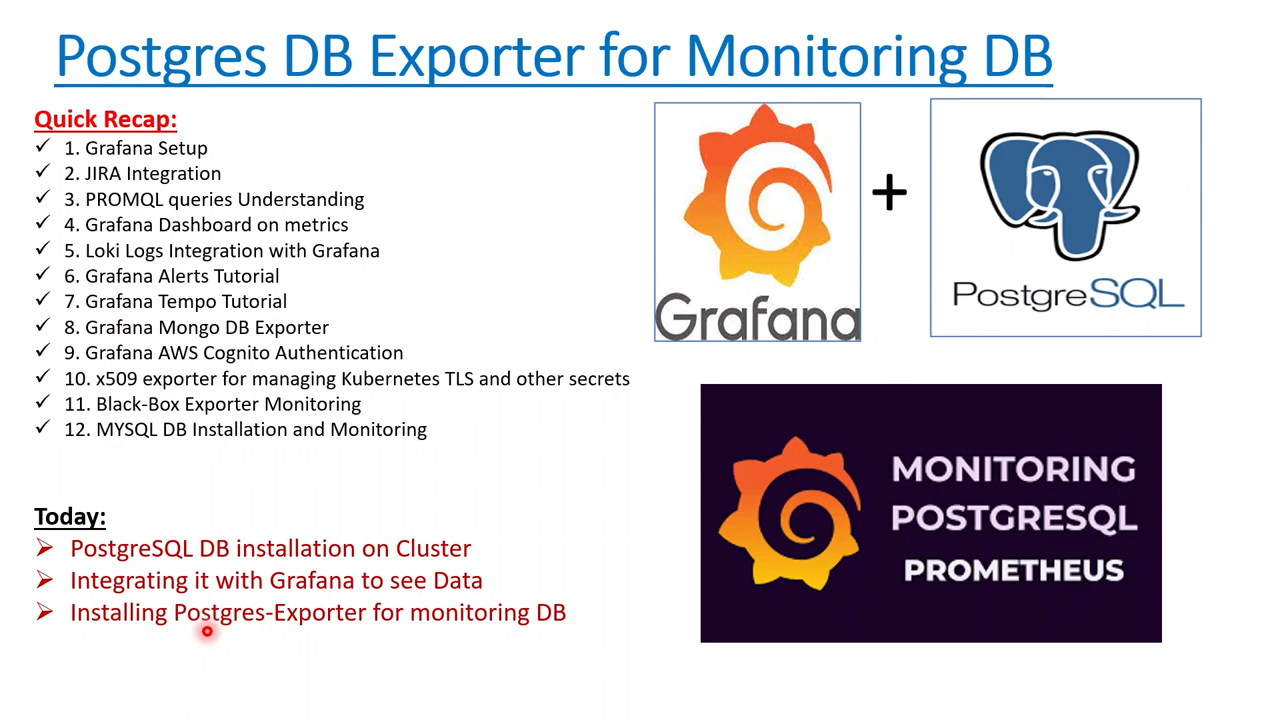 Postgres DB Exporter for Monitoring DB
Quick Recap:
✓ 1. Grafana Setup
✓ 2. JIRA Integration
✓ 3. PROMQL queries Understanding
✓ 4. Grafana Dashboard on metrics
✓ 5. Loki Logs Integration with Grafana
✓ 6. Grafana Alerts Tutorial
✓ 7. Grafana Tempo Tutorial
✓ 8. Grafana Mongo DB Exporter
✓ 9. Grafana AWS Cognito Authentication
✓ 10. x509 exporter for managing Kubernetes TLS and other secrets
✓ 11. Black-Box Exporter Monitoring
✓ 12. MYSQL DB Installation and Monitoring
Today:
➢ PostgreSQL DB installation on Cluster
➢ Integrating it with Grafana to see Data
➢ Installing Postgres-Exporter for monitoring DB
Grafana
+
PostgreSQL
MONITORING
POSTGRESQL
PROMETHEUS